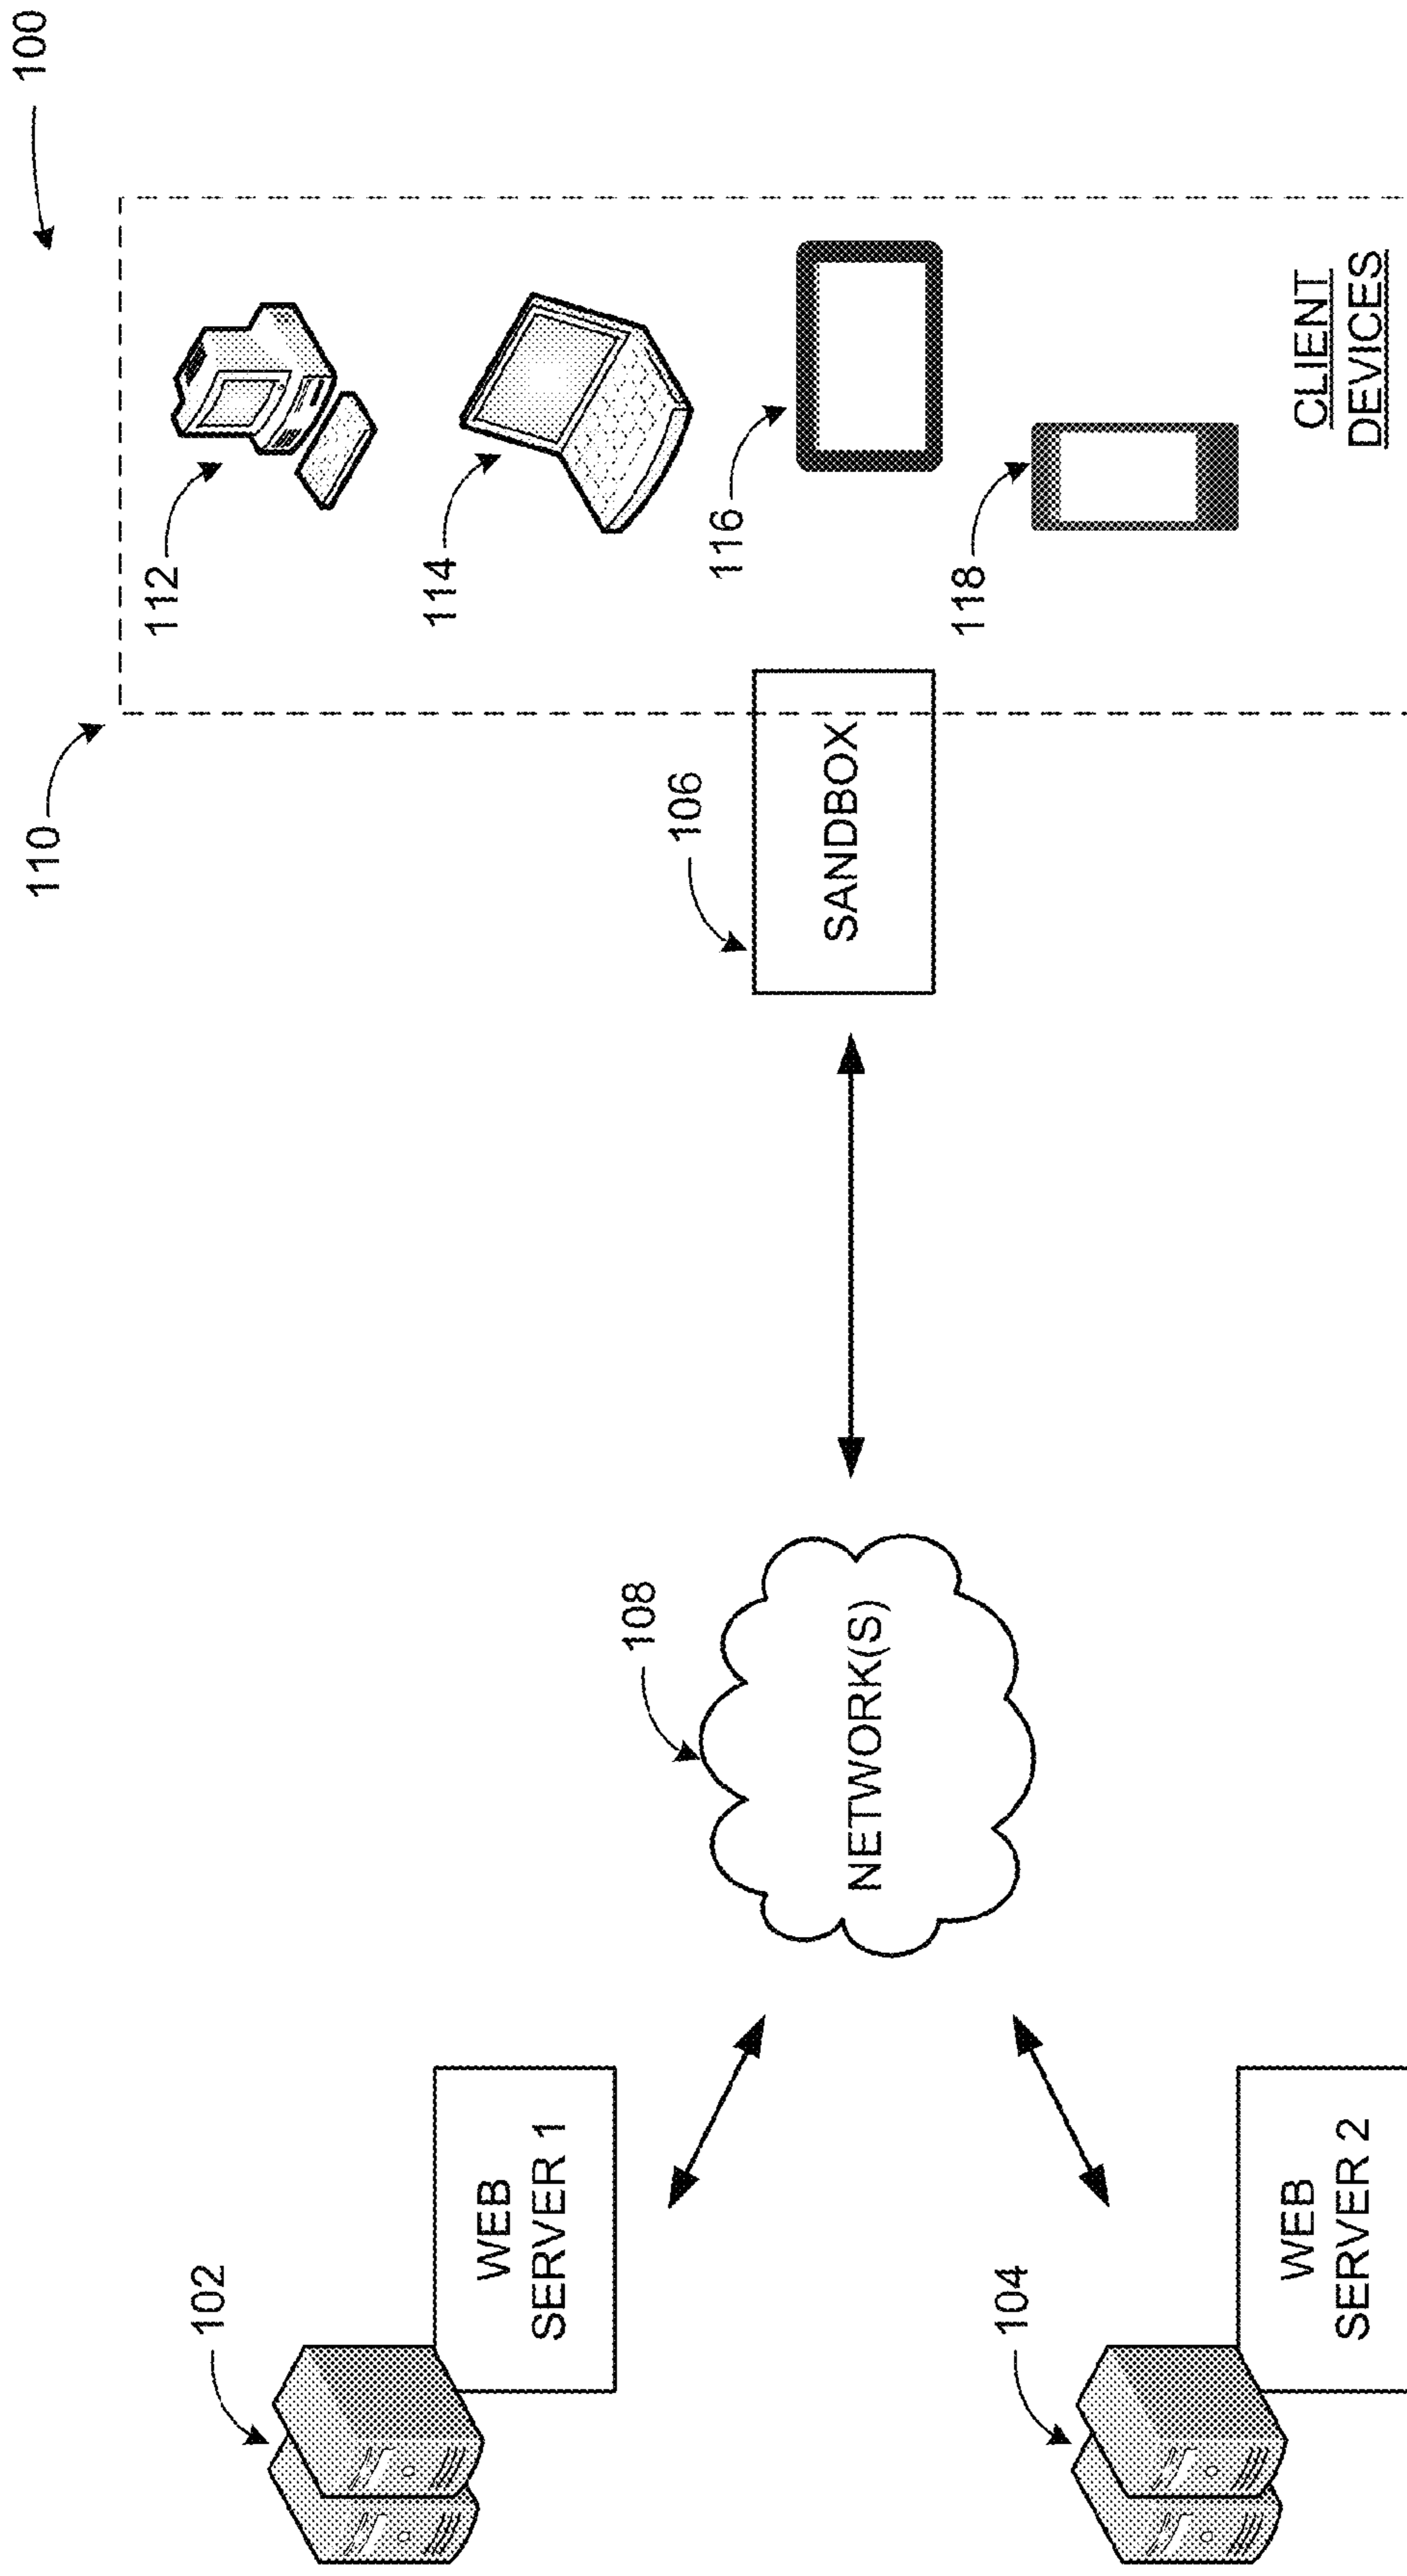 100
110
112
114
116
118
CLIENT
DEVICES
106
SANDBOX
108
NETWORK(S)
102
WEB
SERVER 1
104
WEB
SERVER 2